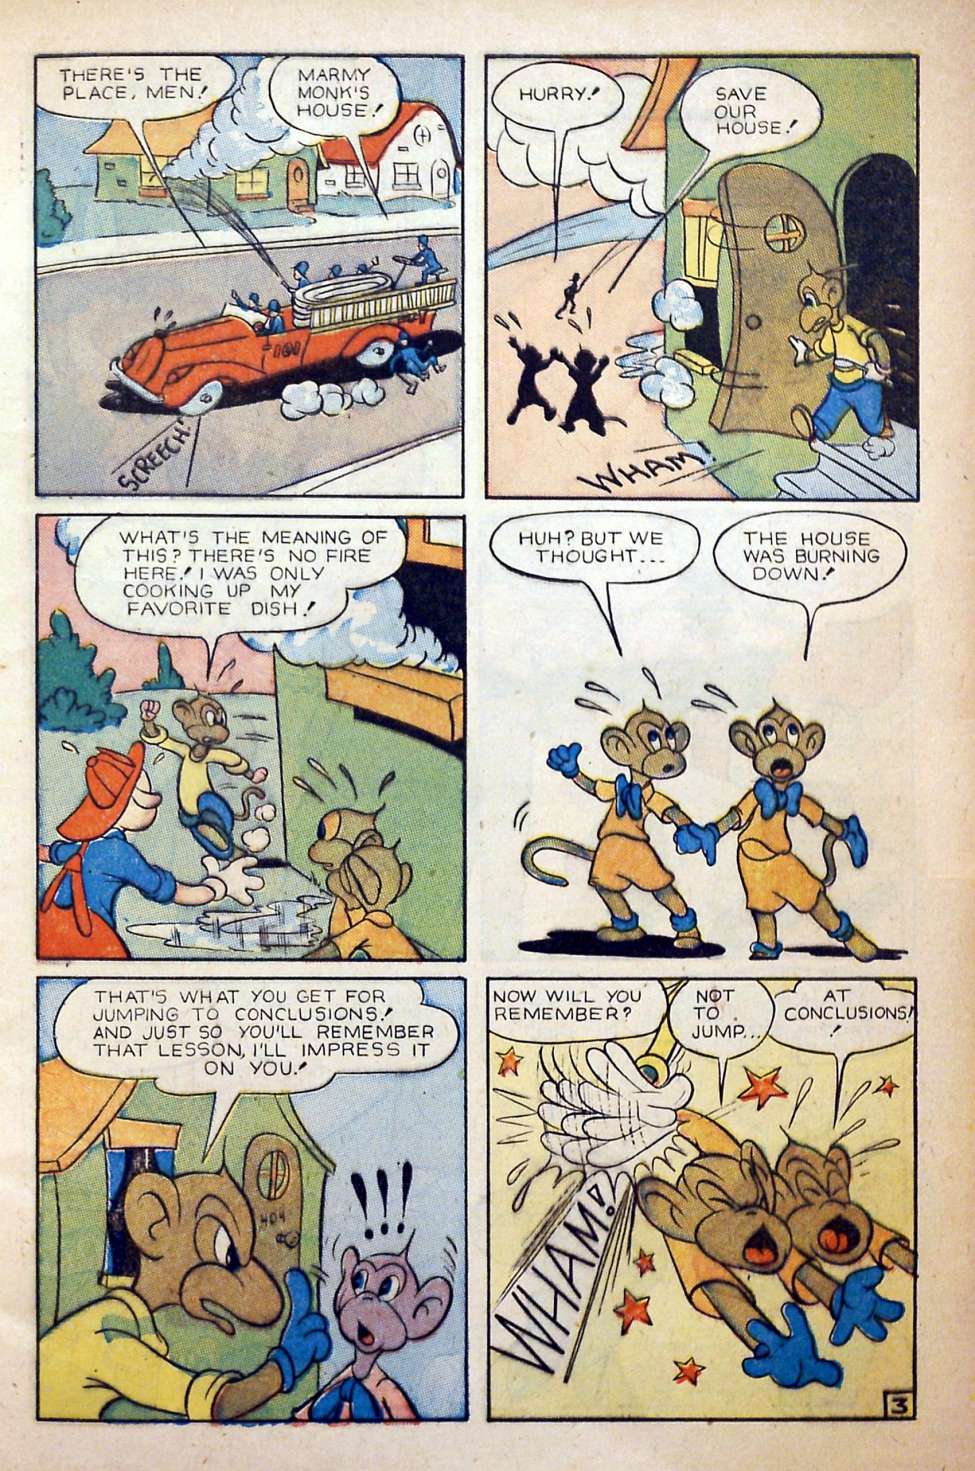 THERE'S THE
PLACE, MEN!
MARMY
MONK'S
HOUSE!
101
SCREECH!
HURRY!
SAVE
OUR
HOUSE!
WHAM!
WHAT'S THE MEANING OF
THIS? THERE'S NO FIRE
HERE! I WAS ONLY
COOKING UP MY
FAVORITE DISH!
HUH? BUT WE
THOUGHT...
THE HOUSE
WAS BURNING
DOWN!
THAT'S WHAT YOU GET FOR
JUMPING TO CONCLUSIONS!
AND JUST SO YOU'LL REMEMBER
THAT LESSON, I'LL IMPRESS IT
ON YOU!
404
!!!
NOW WILL YOU
REMEMBER?
NOT
TO
JUMP...
AT
CONCLUSIONS!
!
WHAM!
3